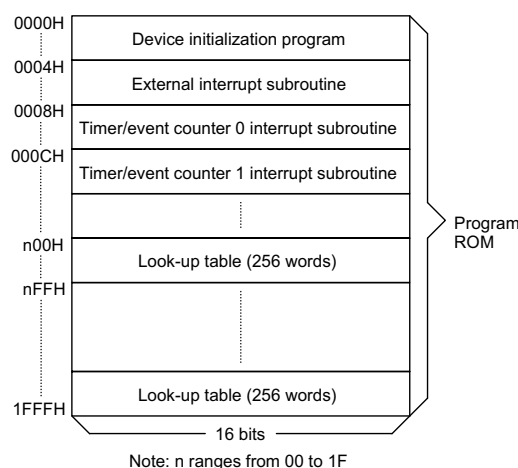 0000H
Device initialization program
0004H
External interrupt subroutine
0008H
Timer/event counter 0 interrupt subroutine
000CH
Timer/event counter 1 interrupt subroutine
n00H
Look-up table (256 words)
nFFH
Program
ROM
Look-up table (256 words)
1FFFH
16 bits
Note: n ranges from 00 to 1F